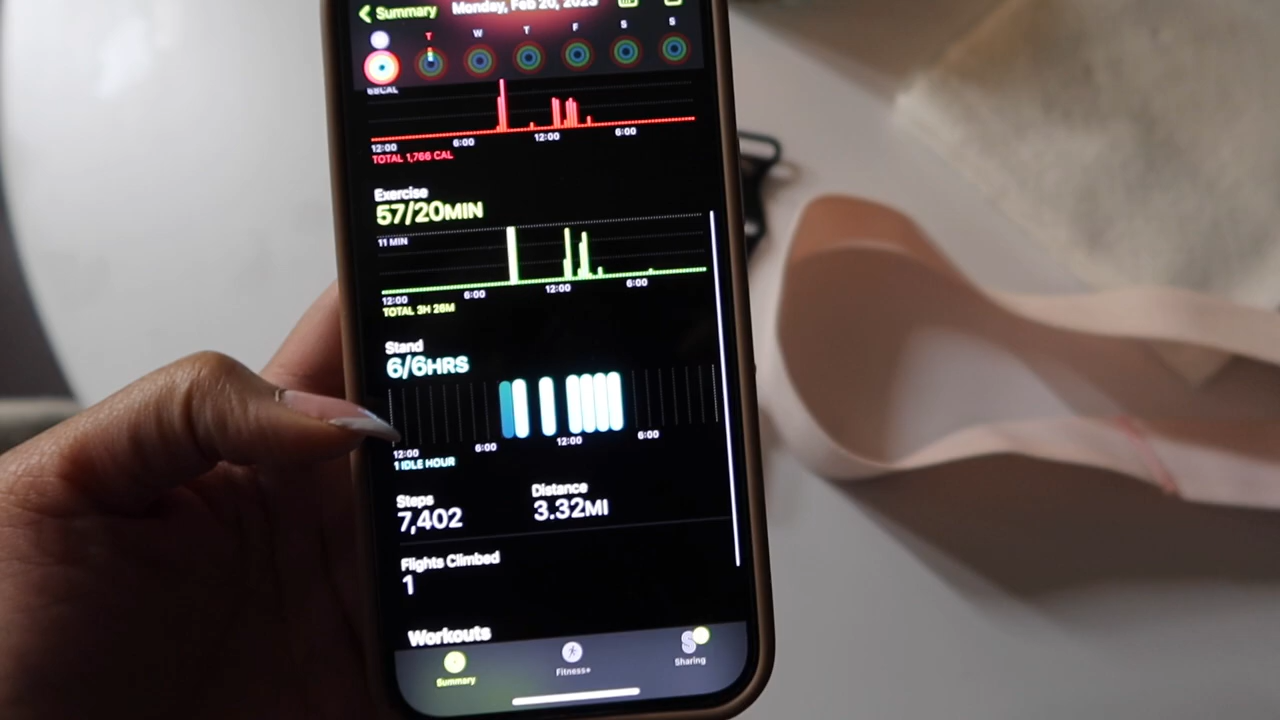 Summary
Monday, Feb 20, 2023
T W T F S S
68CAL
12:00 6:00 12:00 6:00
TOTAL 1,766 CAL
Exercise
57/20MIN
11 MIN
12:00 6:00 12:00 6:00
TOTAL 3H 26M
Stand
6/6HRS
12:00 6:00 12:00 6:00
1 IDLE HOUR
Steps Distance
7,402 3.32MI
Flights Climbed
1
Workouts
Summary Fitness+ Sharing